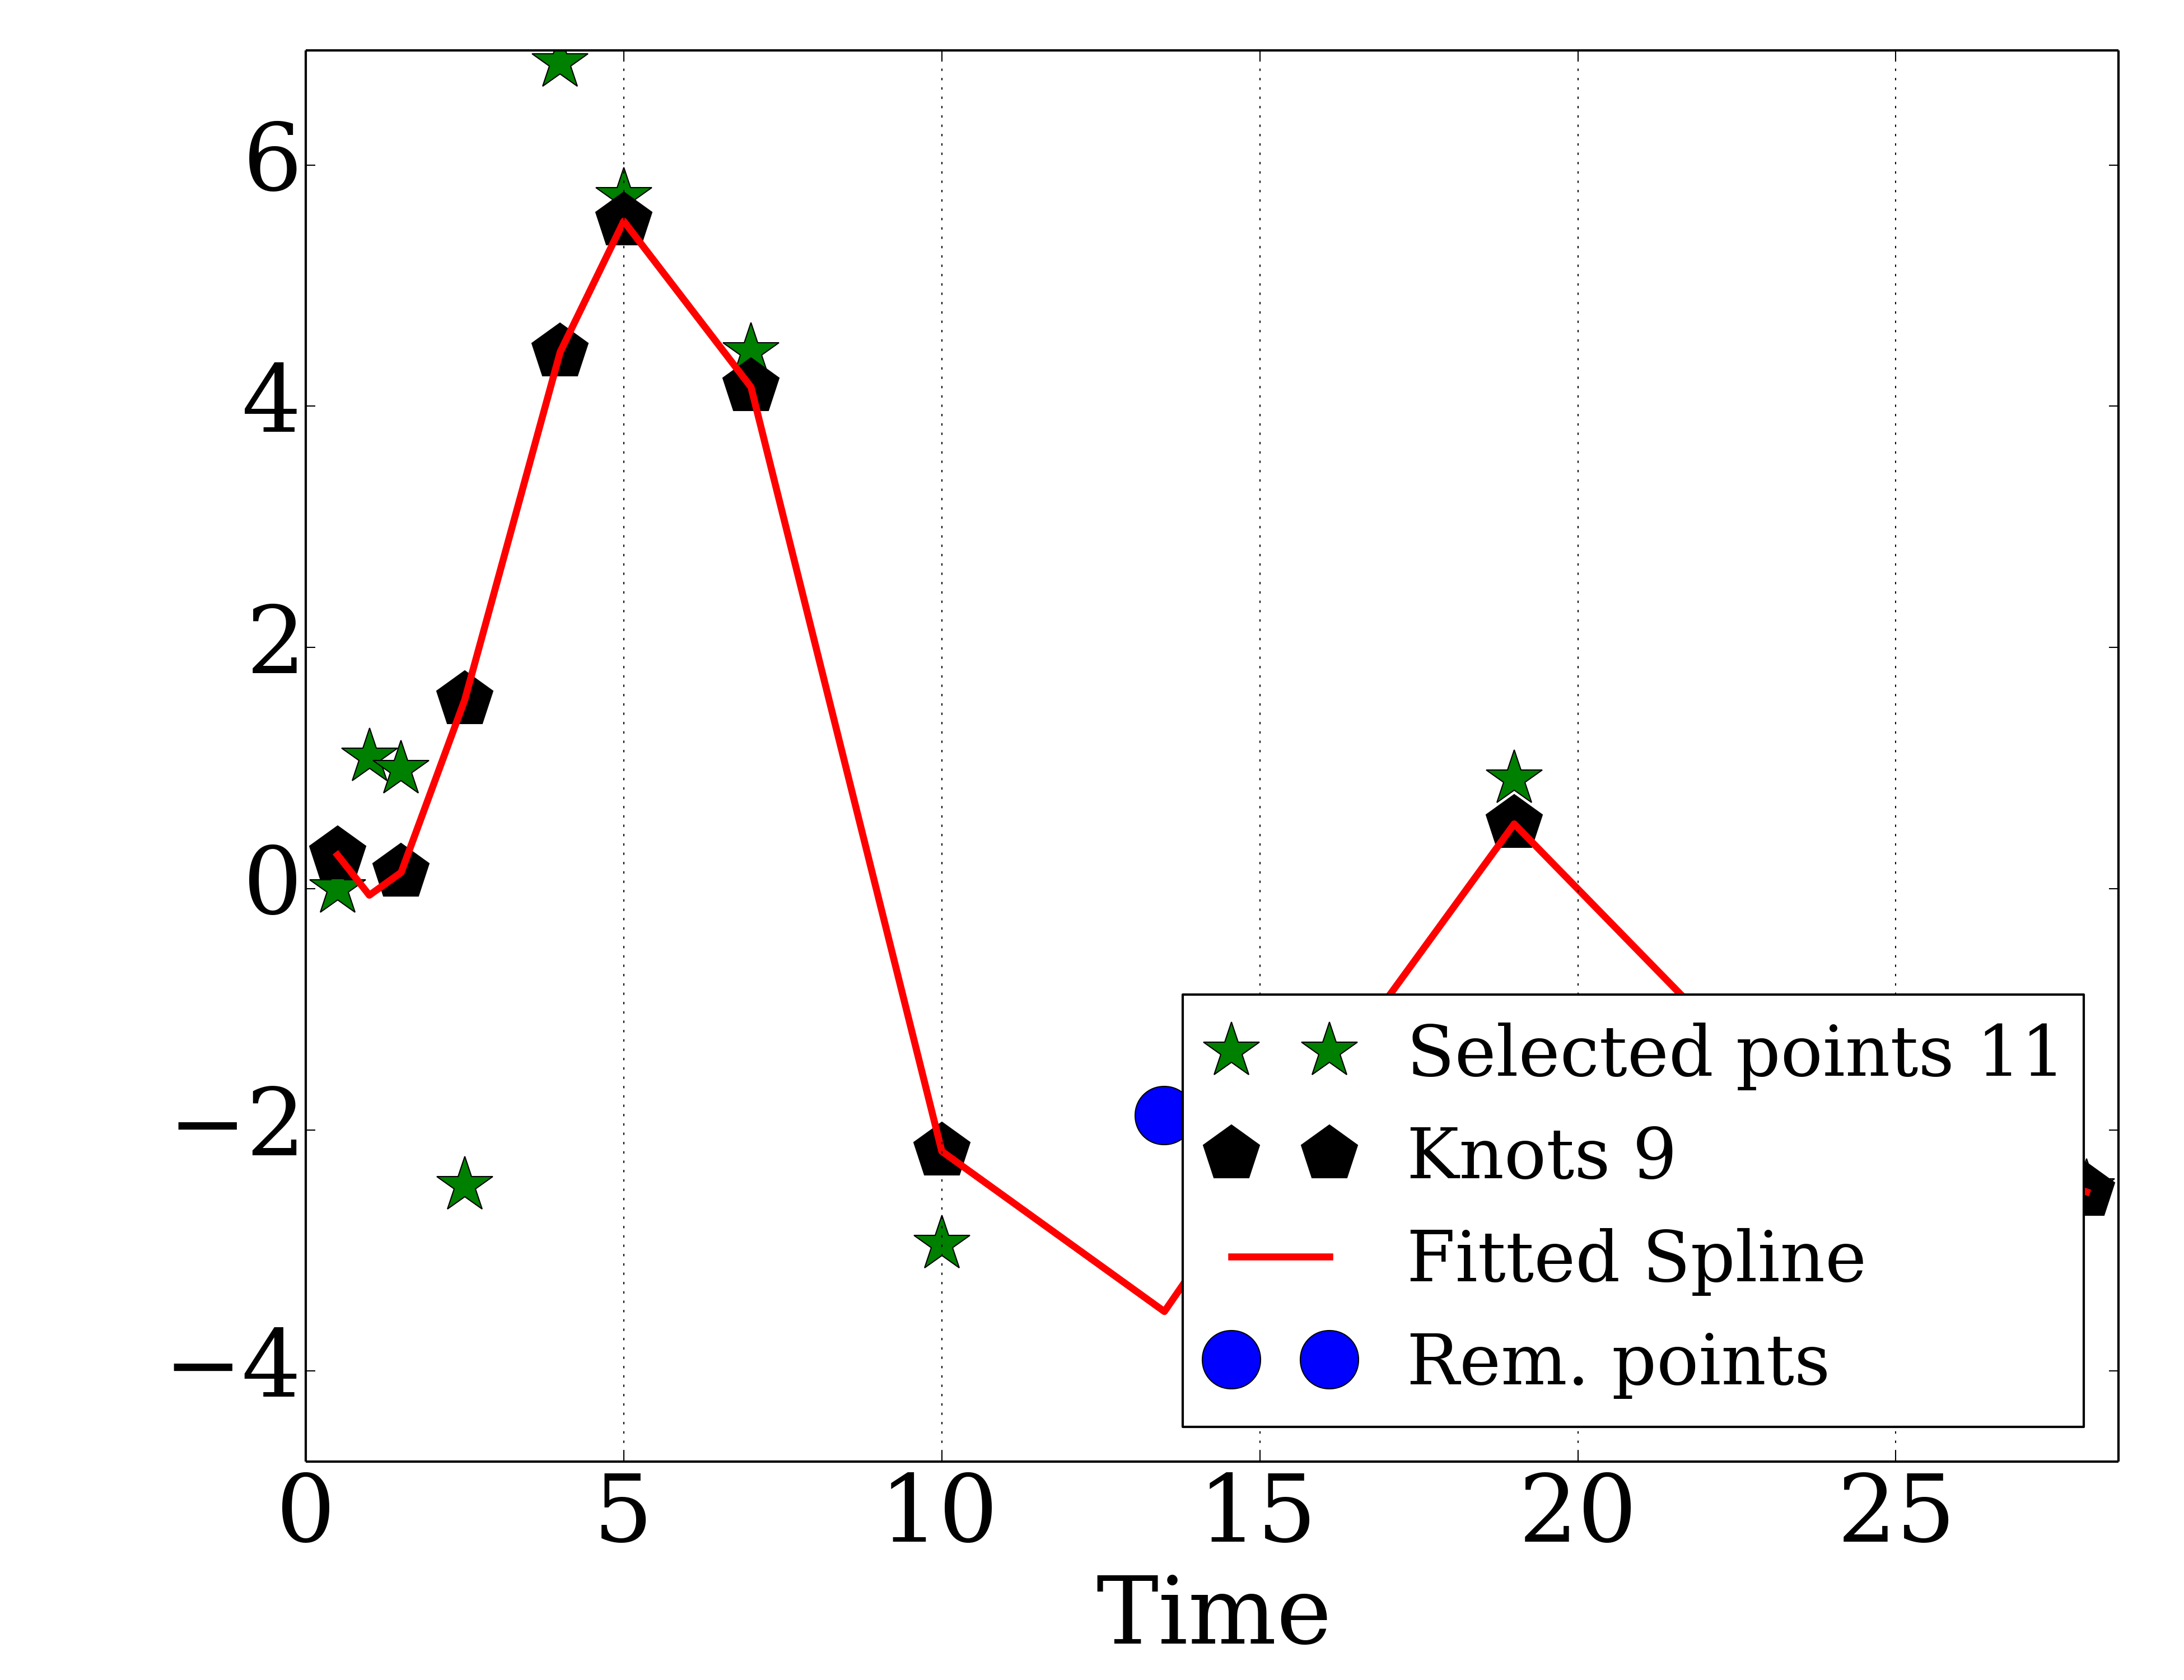 6
4
2
0
−2
−4
Selected points 11
Knots 9
Fitted Spline
Rem. points
0 5 10 15 20 25
Time